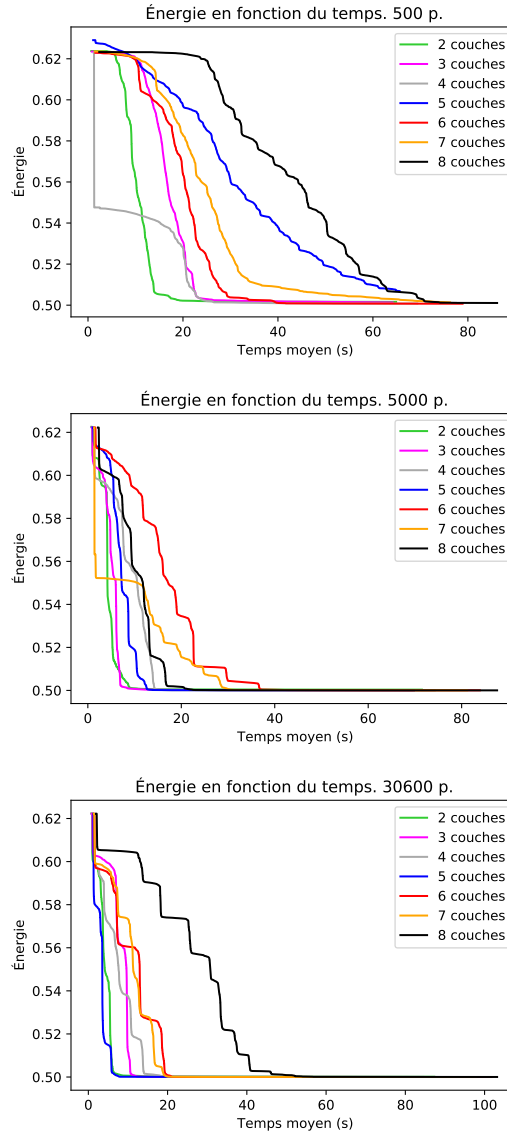 Énergie en fonction du temps. 500 p.
0.62
0.60
0.58
0.56
0.54
0.52
0.50
Énergie
0
20
40
60
80
Temps moyen (s)
2 couches
3 couches
4 couches
5 couches
6 couches
7 couches
8 couches
Énergie en fonction du temps. 5000 p.
0.62
0.60
0.58
0.56
0.54
0.52
0.50
Énergie
0
20
40
60
80
Temps moyen (s)
2 couches
3 couches
4 couches
5 couches
6 couches
7 couches
8 couches
Énergie en fonction du temps. 30600 p.
0.62
0.60
0.58
0.56
0.54
0.52
0.50
Énergie
0
20
40
60
80
100
Temps moyen (s)
2 couches
3 couches
4 couches
5 couches
6 couches
7 couches
8 couches